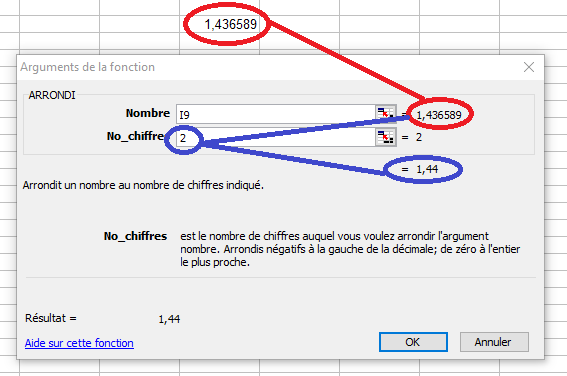 1,436589
Arguments de la fonction
ARRONDI
Nombre I9 = 1,436589
No_chiffre 2 = 2
= 1,44
Arrondit un nombre au nombre de chiffres indiqué.
No_chiffres est le nombre de chiffres auquel vous voulez arrondir l'argument
nombre. Arrondis négatifs à la gauche de la décimale; de zéro à l'entier
le plus proche.
Résultat = 1,44
Aide sur cette fonction OK Annuler